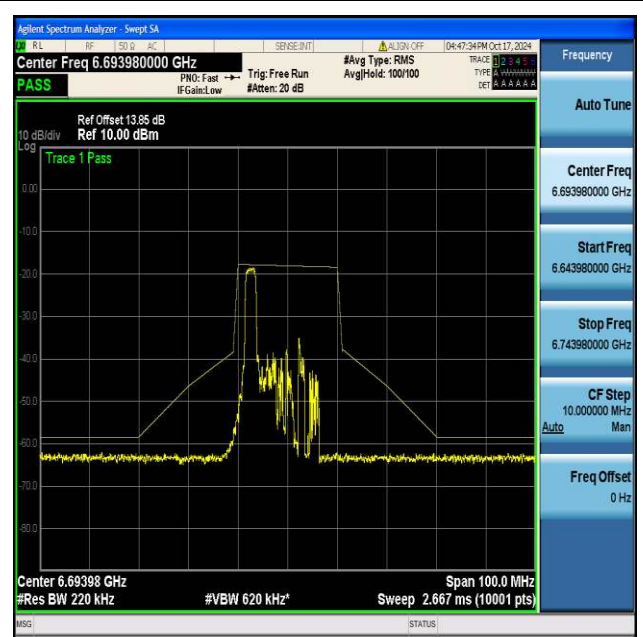 Agilent Spectrum Analyzer - Swept SA
RL RF 50 Ω AC SENSE:INT ALIGN OFF 04:47:34 PM Oct 17, 2024
Center Freq 6.693980000 GHz #Avg Type: RMS TRACE 1 2 3 4 5 6
PASS PNO: Fast Trig: Free Run Avg|Hold: 100/100 TYPE A
IFGain:Low #Atten: 20 dB DET A A A A A A
Ref Offset 13.85 dB
10 dB/div Ref 10.00 dBm
Log
Trace 1 Pass
0.00
-10.0
-20.0
-30.0
-40.0
-50.0
-60.0
-70.0
-80.0
Center 6.69398 GHz Span 100.0 MHz
#Res BW 220 kHz #VBW 620 kHz* Sweep 2.667 ms (10001 pts)
MSG STATUS
Frequency
Auto Tune
Center Freq
6.693980000 GHz
Start Freq
6.643980000 GHz
Stop Freq
6.743980000 GHz
CF Step
10.000000 MHz
Auto Man
Freq Offset
0 Hz